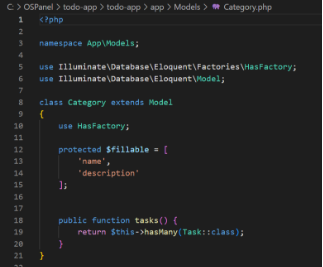 C: > OSPanel > todo-app > todo-app > app > Models > Category.php
1 <?php
2
3 namespace App\Models;
4
5 use Illuminate\Database\Eloquent\Factories\HasFactory;
6 use Illuminate\Database\Eloquent\Model;
7
8 class Category extends Model
9 {
10 use HasFactory;
11
12 protected $fillable = [
13 'name',
14 'description'
15 ];
16
17
18 public function tasks() {
19 return $this->hasMany(Task::class);
20 }
21 }